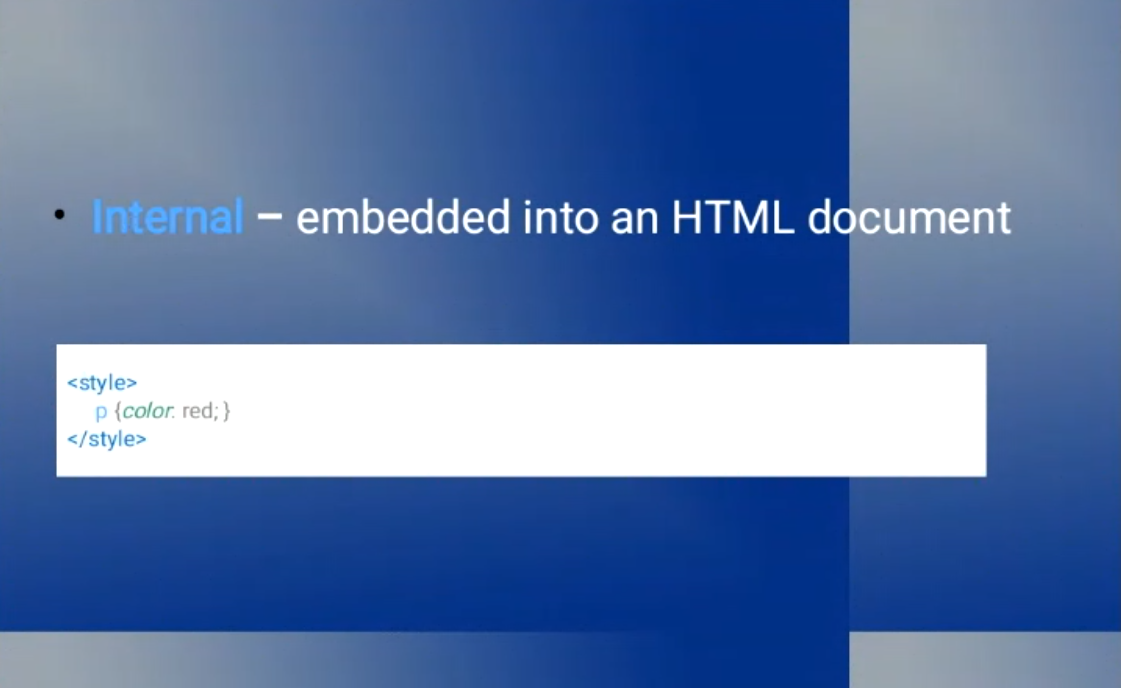 • Internal – embedded into an HTML document
<style>
p {color: red; }
</style>